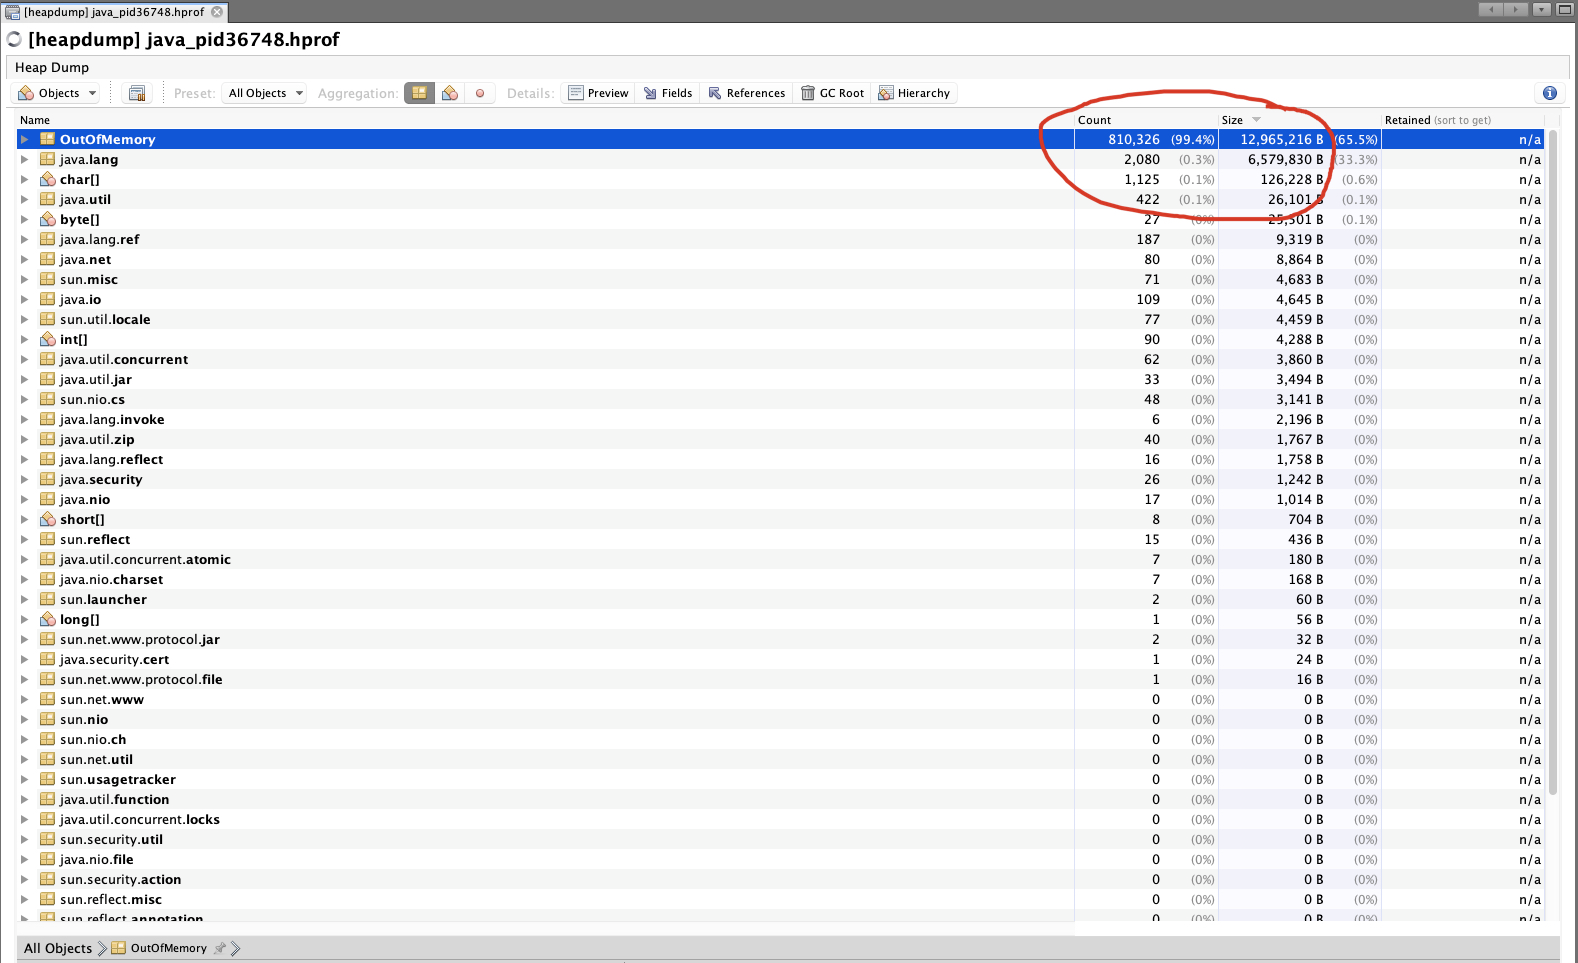 [heapdump] java_pid36748.hprof
[heapdump] java_pid36748.hprof
Heap Dump
Objects Preset: All Objects Aggregation: Details: Preview Fields References GC Root Hierarchy
Name Count Size Retained (sort to get)
OutOfMemory 810,326 (99.4%) 12,965,216 B (65.5%) n/a
java.lang 2,080 (0.3%) 6,579,830 B (33.3%) n/a
char[] 1,125 (0.1%) 126,228 B (0.6%) n/a
java.util 422 (0.1%) 26,101 B (0.1%) n/a
byte[] 27 (0%) 25,301 B (0.1%) n/a
java.lang.ref 187 (0%) 9,319 B (0%) n/a
java.net 80 (0%) 8,864 B (0%) n/a
sun.misc 71 (0%) 4,683 B (0%) n/a
java.io 109 (0%) 4,645 B (0%) n/a
sun.util.locale 77 (0%) 4,459 B (0%) n/a
int[] 90 (0%) 4,288 B (0%) n/a
java.util.concurrent 62 (0%) 3,860 B (0%) n/a
java.util.jar 33 (0%) 3,494 B (0%) n/a
sun.nio.cs 48 (0%) 3,141 B (0%) n/a
java.lang.invoke 6 (0%) 2,196 B (0%) n/a
java.util.zip 40 (0%) 1,767 B (0%) n/a
java.lang.reflect 16 (0%) 1,758 B (0%) n/a
java.security 26 (0%) 1,242 B (0%) n/a
java.nio 17 (0%) 1,014 B (0%) n/a
short[] 8 (0%) 704 B (0%) n/a
sun.reflect 15 (0%) 436 B (0%) n/a
java.util.concurrent.atomic 7 (0%) 180 B (0%) n/a
java.nio.charset 7 (0%) 168 B (0%) n/a
sun.launcher 2 (0%) 60 B (0%) n/a
long[] 1 (0%) 56 B (0%) n/a
sun.net.www.protocol.jar 2 (0%) 32 B (0%) n/a
java.security.cert 1 (0%) 24 B (0%) n/a
sun.net.www.protocol.file 1 (0%) 16 B (0%) n/a
sun.net.www 0 (0%) 0 B (0%) n/a
sun.nio 0 (0%) 0 B (0%) n/a
sun.nio.ch 0 (0%) 0 B (0%) n/a
sun.net.util 0 (0%) 0 B (0%) n/a
sun.usagetracker 0 (0%) 0 B (0%) n/a
java.util.function 0 (0%) 0 B (0%) n/a
java.util.concurrent.locks 0 (0%) 0 B (0%) n/a
sun.security.util 0 (0%) 0 B (0%) n/a
java.nio.file 0 (0%) 0 B (0%) n/a
sun.security.action 0 (0%) 0 B (0%) n/a
sun.reflect.misc 0 (0%) 0 B (0%) n/a
sun.reflect.annotation 0 (0%) 0 B (0%) n/a
All Objects OutOfMemory